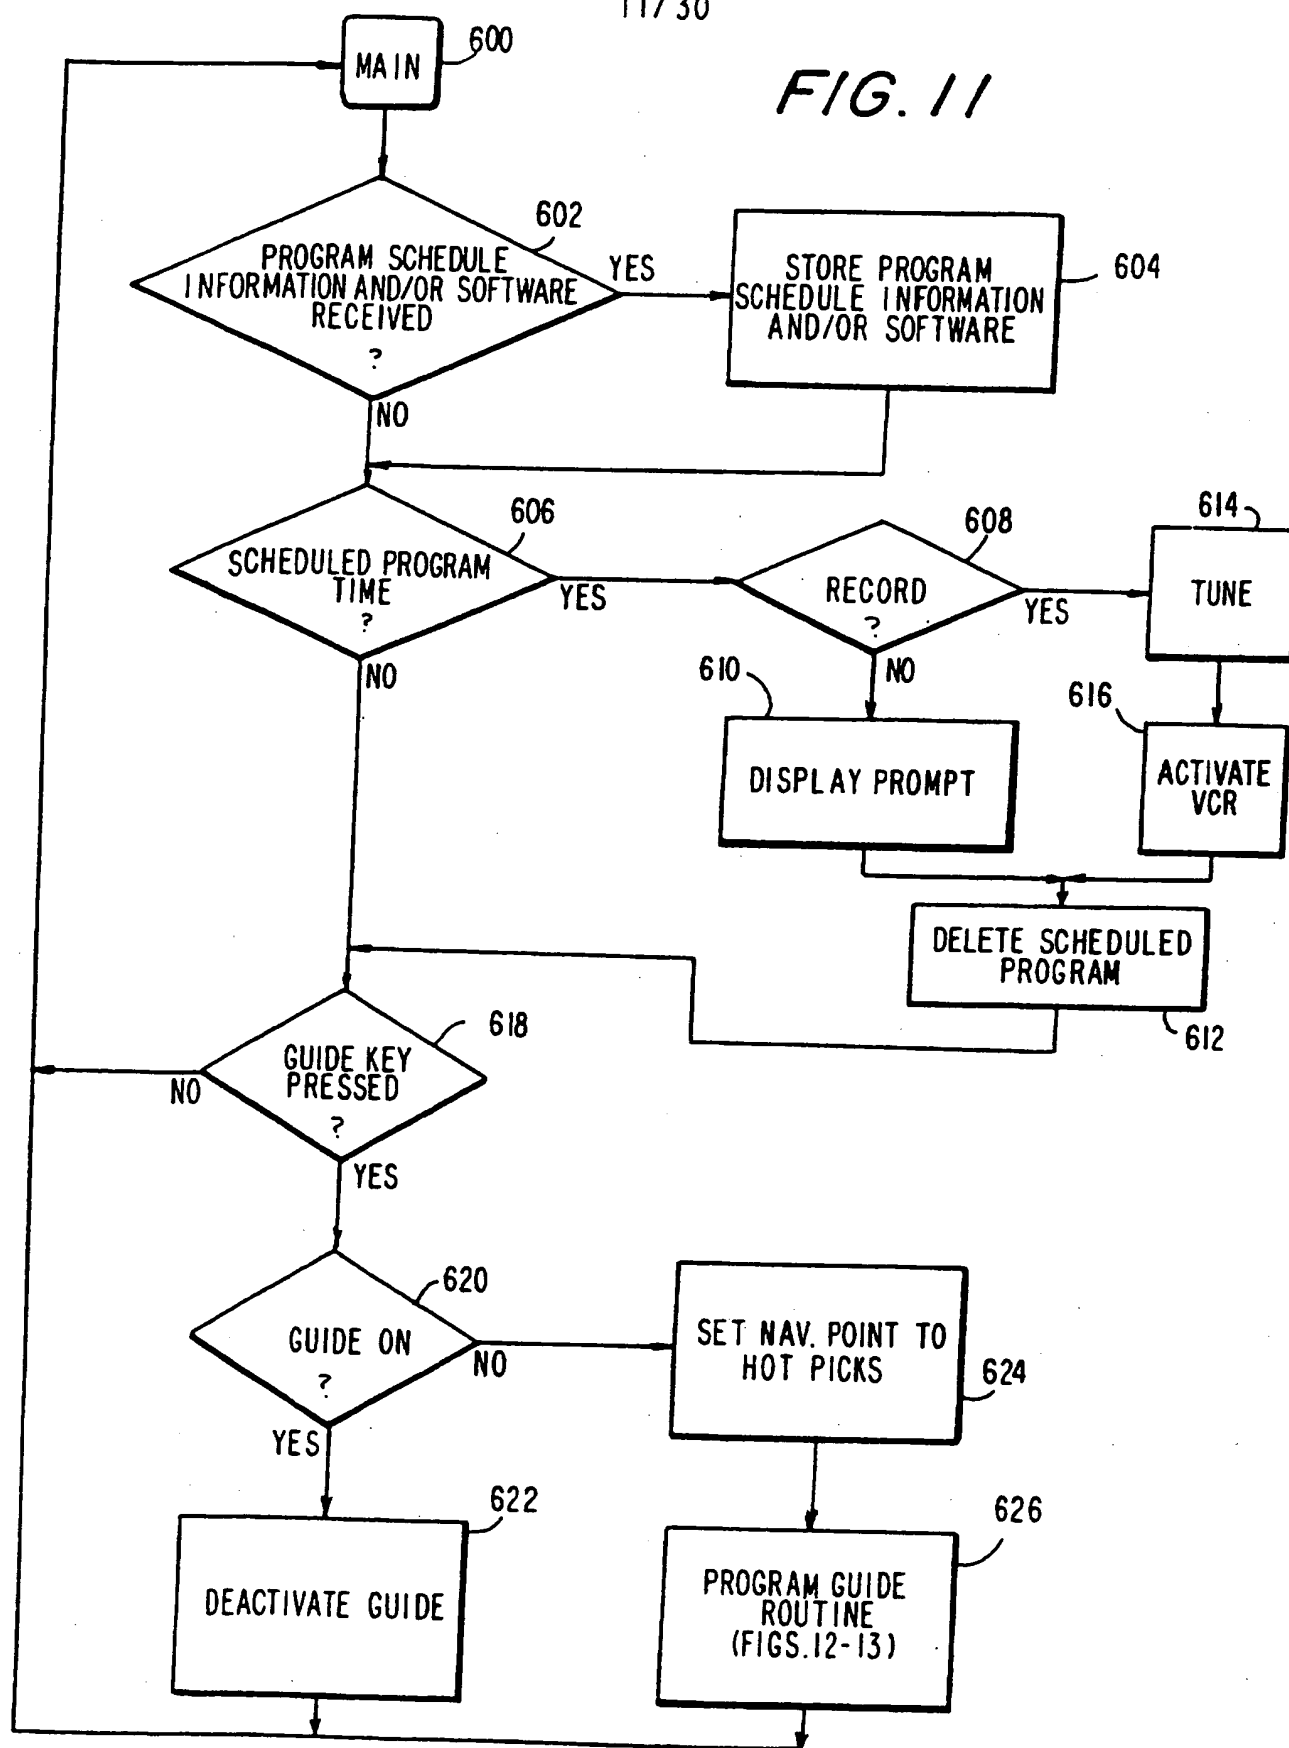 11/30
MAIN
600
FIG. 11
602
PROGRAM SCHEDULE
INFORMATION AND/OR SOFTWARE
RECEIVED
?
YES
NO
STORE PROGRAM
SCHEDULE INFORMATION
AND/OR SOFTWARE
604
606
SCHEDULED PROGRAM
TIME
?
YES
NO
608
RECORD
?
YES
NO
614
TUNE
610
DISPLAY PROMPT
616
ACTIVATE
VCR
DELETE SCHEDULED
PROGRAM
612
618
GUIDE KEY
PRESSED
?
NO
YES
620
GUIDE ON
?
NO
YES
SET NAV. POINT TO
HOT PICKS
624
622
DEACTIVATE GUIDE
626
PROGRAM GUIDE
ROUTINE
(FIGS.12-13)